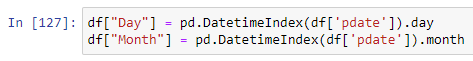 In [127]: df["Day"] = pd.DatetimeIndex(df['pdate']).day
df["Month"] = pd.DatetimeIndex(df['pdate']).month